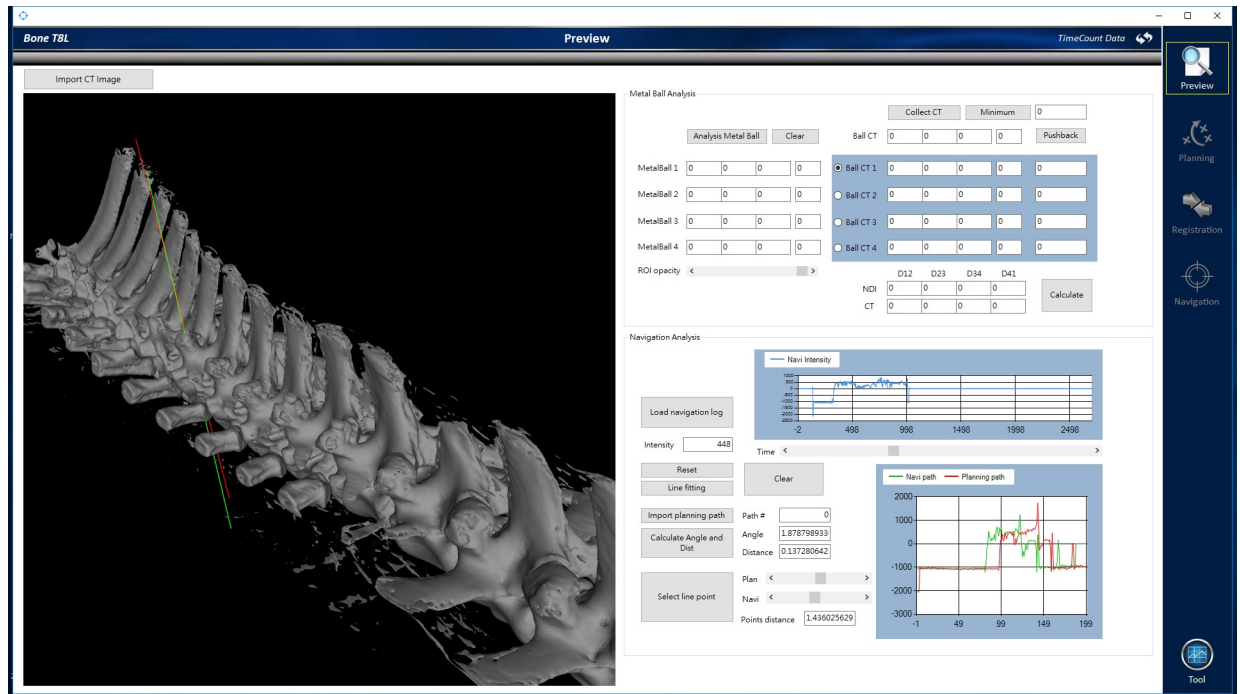 Bone T8L Preview TimeCount Data
Import CT Image
Preview
Metal Ball Analysis
Collect CT Minimum 0
Analysis Metal Ball Clear Ball CT 0 0 0 0 Pushback
MetalBall 1 0 0 0 0 Ball CT 1 0 0 0 0 0
Planning
MetalBall 2 0 0 0 0 Ball CT 2 0 0 0 0 0
MetalBall 3 0 0 0 0 Ball CT 3 0 0 0 0 0
Registration
MetalBall 4 0 0 0 0 Ball CT 4 0 0 0 0 0
ROI opacity
D12 D23 D34 D41
NDI 0 0 0 0
Calculate
CT 0 0 0 0
Navigation
Navigation Analysis
Navi Intensity
1000
500
0
-500
-1000
-1500
-2000
-2500
-2 498 998 1498 1998 2498
Load navigation log
Intensity 448
Time
Reset
Clear
Line fitting
Navi path Planning path
2000
1000
0
-1000
-2000
-3000
-1 49 99 149 199
Import planning path Path # 0
Calculate Angle and Dist
Angle 1.878798933
Distance 0.137280642
Select line point
Plan
Navi
Points distance 1.436025629
Tool